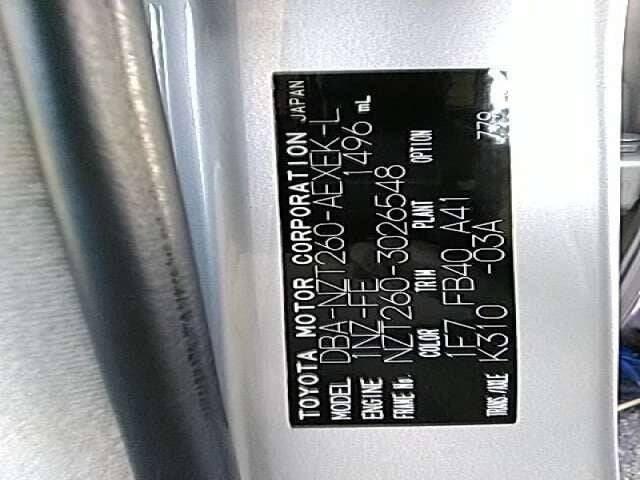 TOYOTA MOTOR CORPORATION JAPAN
MODEL DBA-NZT260-AEXEK-L
ENGINE 1NZ-FE 1496 mL
FRAME No. NZT260-3026548
COLOR TRIM PLANT OPTION
1F7 FB40 A41
TRANS/AXLE K310 -03A